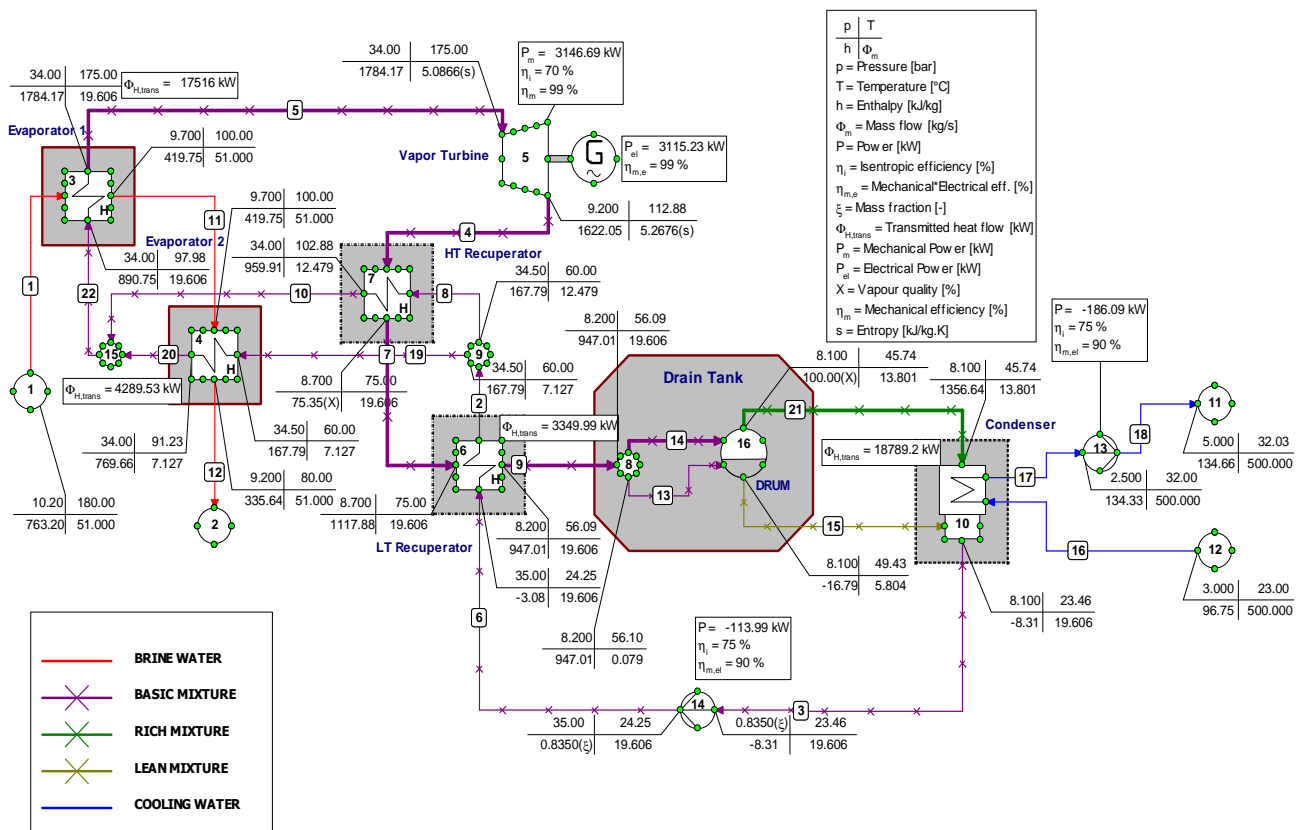 p T
h Φm
p = Pressure [bar]
T = Temperature [°C]
h = Enthalpy [kJ/kg]
Φm = Mass flow [kg/s]
P = Power [kW]
ηi = Isentropic efficiency [%]
ηm,e = Mechanical*Electrical eff. [%]
ξ = Mass fraction [-]
ΦH,trans = Transmitted heat flow [kW]
Pm = Mechanical Power [kW]
Pel = Electrical Power [kW]
X = Vapour quality [%]
ηm = Mechanical efficiency [%]
s = Entropy [kJ/kg.K]
34.00 175.00
1784.17 19.606
ΦH,trans = 17516 kW
5
34.00 175.00
1784.17 5.0866(s)
Pm = 3146.69 kW
ηi = 70 %
ηm = 99 %
Evaporator 1
3
H
9.700 100.00
419.75 51.000
Vapor Turbine
5
G
~
Pel = 3115.23 kW
ηm,e = 99 %
9.200 112.88
1622.05 5.2676(s)
11
9.700 100.00
419.75 51.000
4
Evaporator 2
34.00 97.98
890.75 19.606
34.00 102.88
959.91 12.479
HT Recuperator
7
H
34.50 60.00
167.79 12.479
1
22
10
8
4
H
15
20
7
19
9
ΦH,trans = 4289.53 kW
8.700 75.00
75.35(X) 19.606
34.50 60.00
167.79 7.127
8.200 56.09
947.01 19.606
Drain Tank
8.100 45.74
100.00(X) 13.801
8.100 45.74
1356.64 13.801
P = -186.09 kW
ηi = 75 %
ηm,el = 90 %
1
2
21
Condenser
11
18
5.000 32.03
134.66 500.000
34.00 91.23
769.66 7.127
34.50 60.00
167.79 7.127
ΦH,trans = 3349.99 kW
6
H
9
8
14
13
16
DRUM
ΦH,trans = 18789.2 kW
17
13
2.500 32.00
134.33 500.000
12
2
9.200 80.00
335.64 51.000
10.20 180.00
763.20 51.000
8.700 75.00
1117.88 19.606
LT Recuperator
8.200 56.09
947.01 19.606
35.00 24.25
-3.08 19.606
15
10
16
12
3.000 23.00
96.75 500.000
8.100 49.43
-16.79 5.804
8.100 23.46
-8.31 19.606
6
8.200 56.10
947.01 0.079
P = -113.99 kW
ηi = 75 %
ηm,el = 90 %
14
3
35.00 24.25
0.8350(ξ) 19.606
0.8350(ξ) 23.46
-8.31 19.606
BRINE WATER
BASIC MIXTURE
RICH MIXTURE
LEAN MIXTURE
COOLING WATER